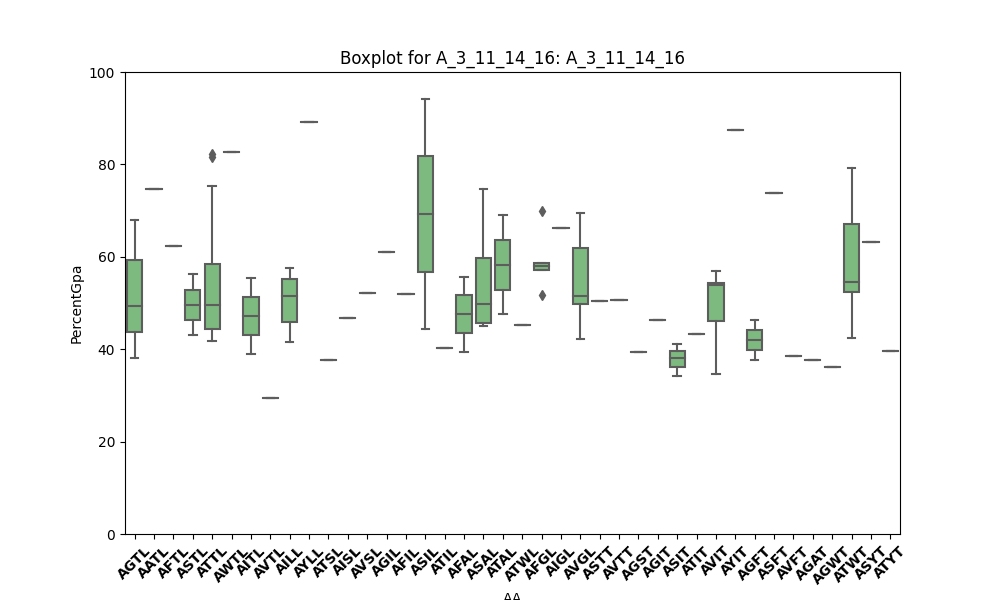 Boxplot for A_3_11_14_16: A_3_11_14_16
PercentGpa
100
80
60
40
20
0
AGTL AATL AFTL ASTL ATTL AWTL AITL AVTL AILL AYLL ATSL AISL AVSL AGIL AFIL ASIL ATIL AFAL ASAL ATAL ATWL AFGL AIGL AVGL ASTT AVTT AGST AGIT ASIT ATIT AVIT AYIT AGFT ASFT AVFT AGAT AGWT ATWT ASYT ATYT
AA